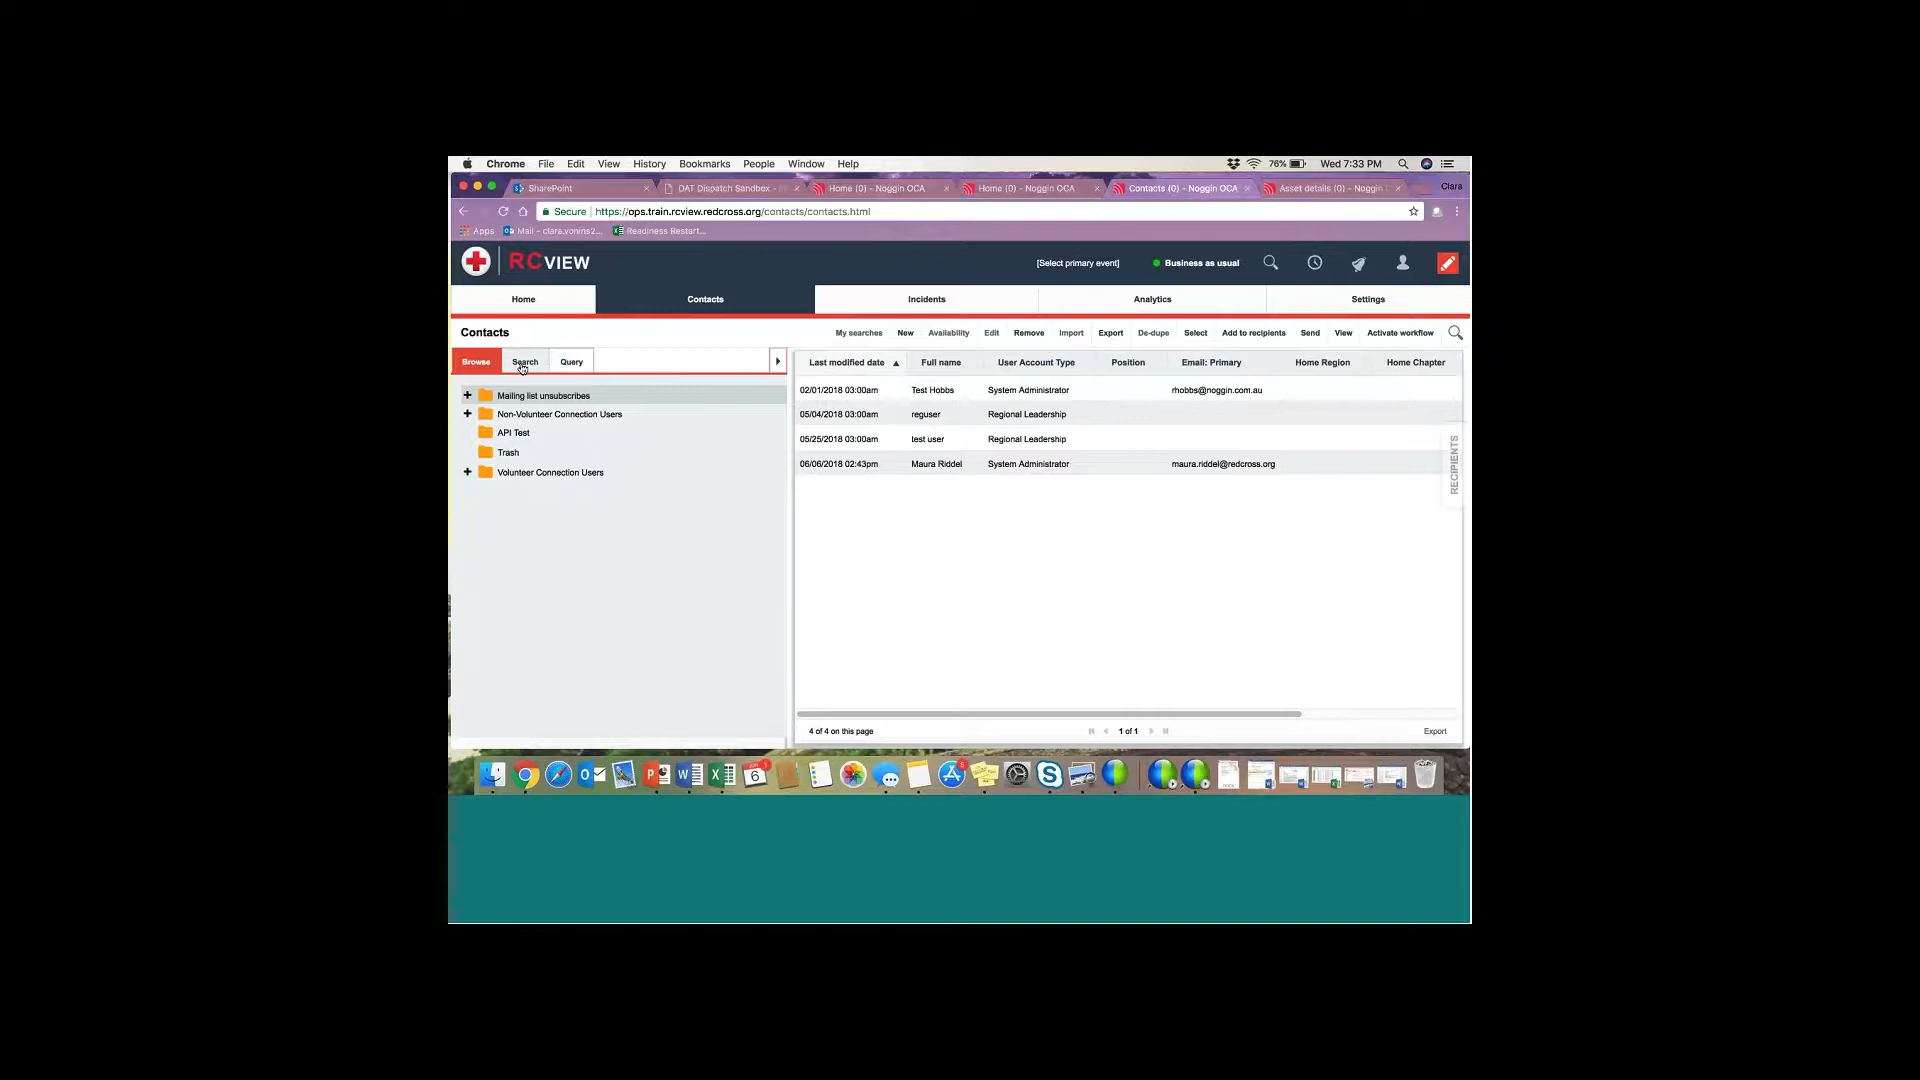 Chrome File Edit View History Bookmarks People Window Help 76% Wed 7:33 PM
SharePoint DAT Dispatch Sandbox - Home (0) - Noggin OCA Home (0) - Noggin OCA Contacts (0) - Noggin OCA Asset details (0) - Noggin Clara
Secure https://ops.train.rcview.redcross.org/contacts/contacts.html
Apps Mail - clara.vonins2... Readiness Restart...
RCVIEW [Select primary event] Business as usual
Home Contacts Incidents Analytics Settings
Contacts My searches New Availability Edit Remove Import Export De-dupe Select Add to recipients Send View Activate workflow
Browse Search Query Last modified date Full name User Account Type Position Email: Primary Home Region Home Chapter
Mailing list unsubscribes
Non-Volunteer Connection Users
API Test
Trash
Volunteer Connection Users
02/01/2018 03:00am Test Hobbs System Administrator rhobbs@noggin.com.au
05/04/2018 03:00am reguser Regional Leadership
05/25/2018 03:00am test user Regional Leadership
06/06/2018 02:43pm Maura Riddel System Administrator maura.riddel@redcross.org
RECIPIENTS
4 of 4 on this page 1 of 1 Export
6